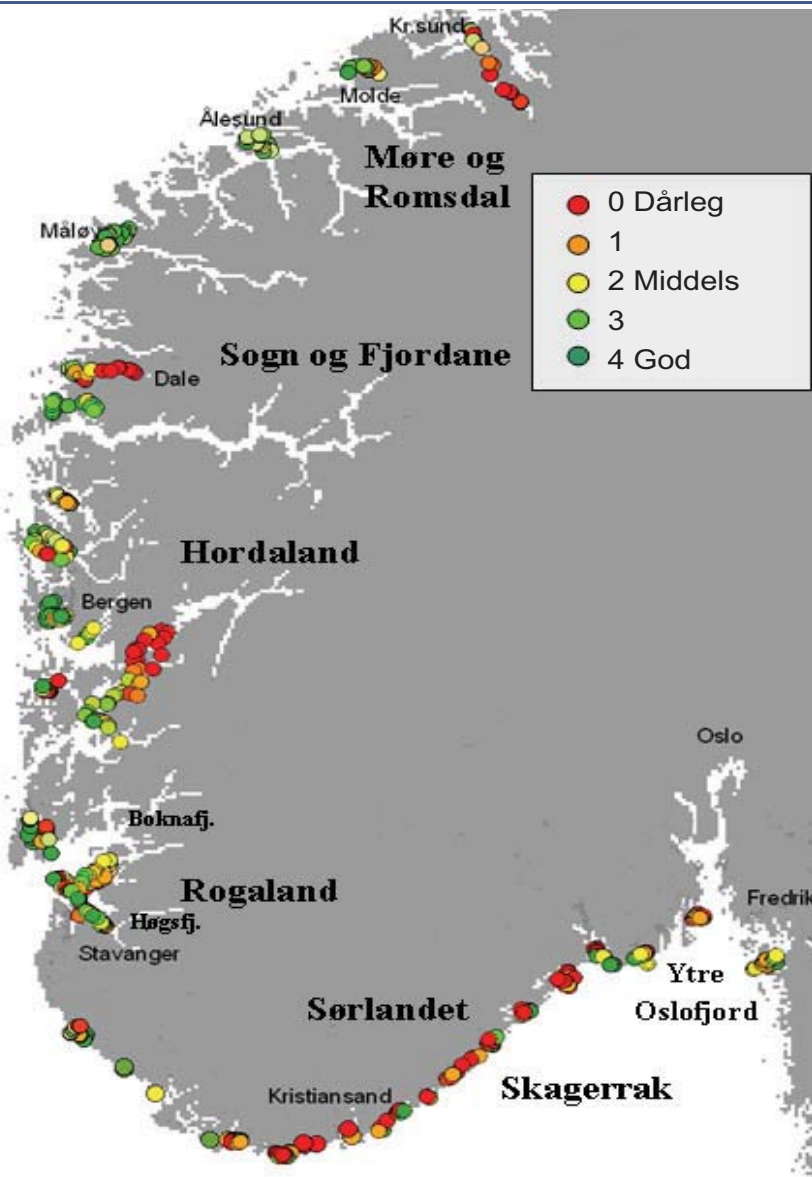 Kr.sund
Molde
Ålesund
Møre og
Romsdal
0 Dårleg
1
2 Middels
3
4 God
Måløy
Sogn og Fjordane
Dale
Hordaland
Bergen
Oslo
Boknafj.
Rogaland
Fredrik
Høgsfj.
Stavanger
Ytre
Oslofjord
Sørlandet
Skagerrak
Kristiansand